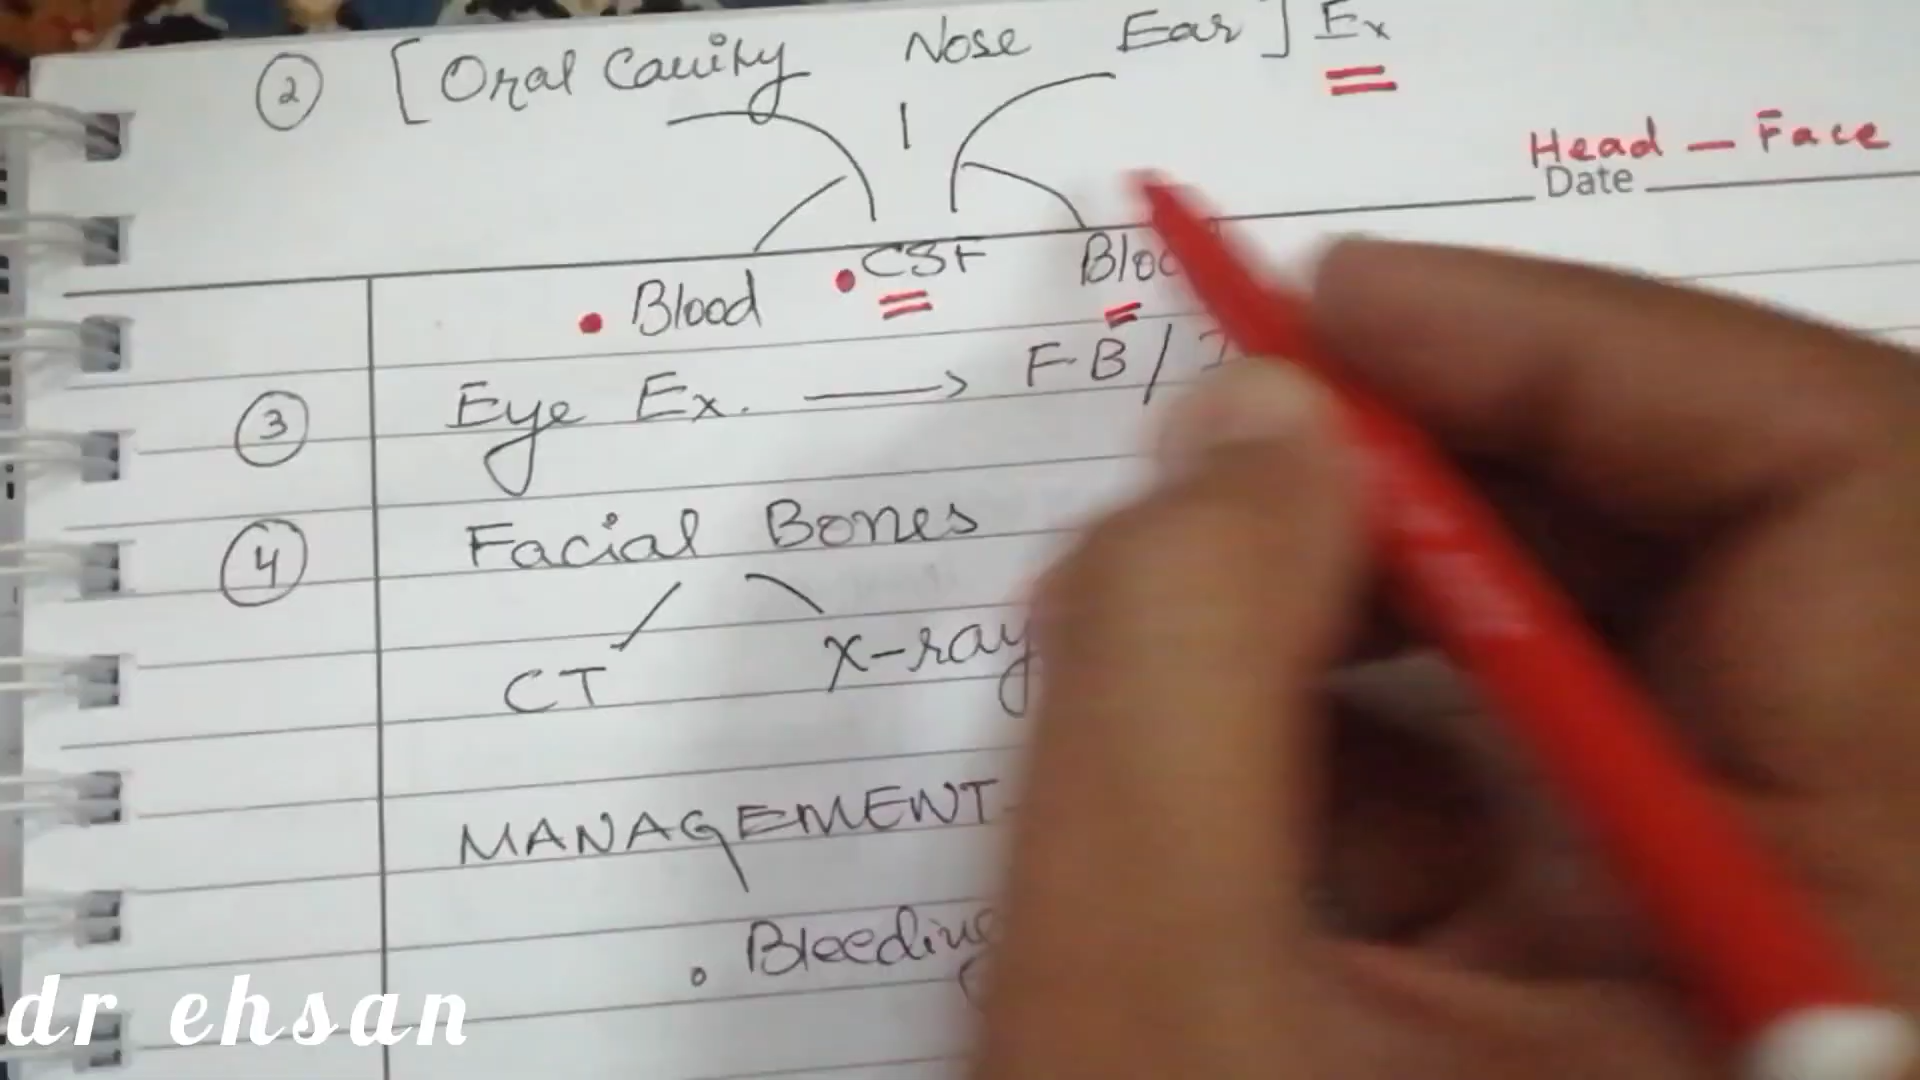 2 [Oral Cavity Nose Ear] Ex
Head - Face
Date
Blood CSF
3 Eye Ex. → F.B/
4 Facial Bones
CT X-ray
MANAGEMENT
Bleeding
dr ehsan